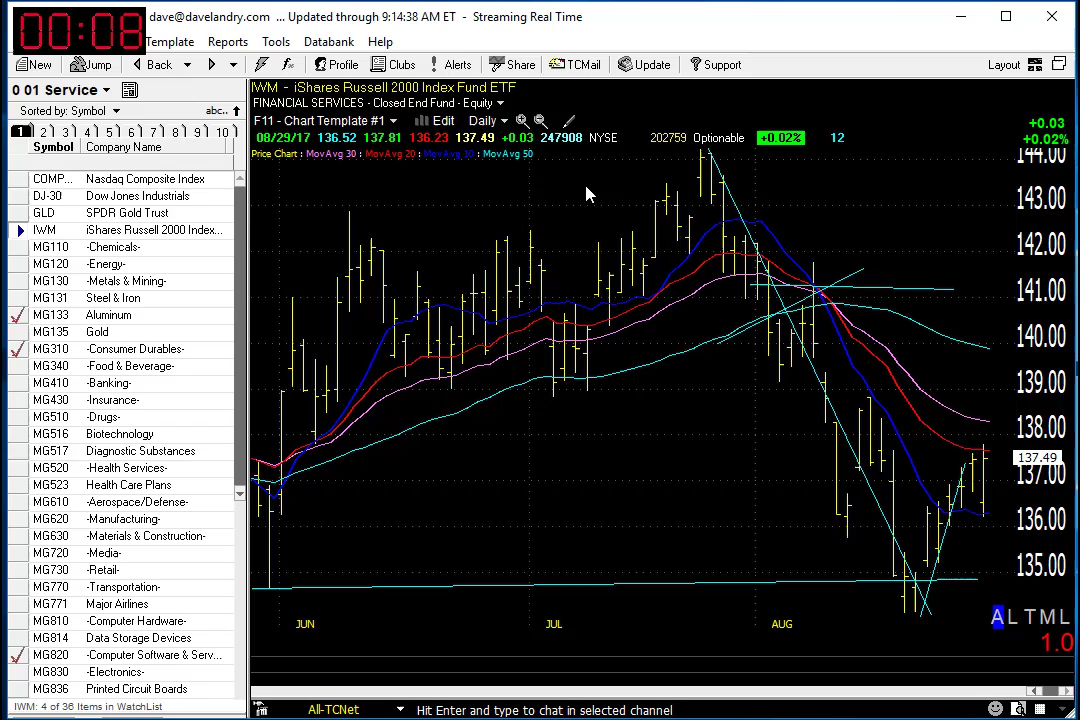 00:08
dave@davelandry.com ... Updated through 9:14:38 AM ET - Streaming Real Time
Template Reports Tools Databank Help
New Jump Back Profile Clubs Alerts Share TCMail Update Support Layout
0 01 Service
Sorted by: Symbol abc..
1 2 3 4 5 6 7 8 9 10
Symbol Company Name
COMP... Nasdaq Composite Index
DJ-30 Dow Jones Industrials
GLD SPDR Gold Trust
IWM iShares Russell 2000 Index...
MG110 -Chemicals-
MG120 -Energy-
MG130 -Metals & Mining-
MG131 Steel & Iron
MG133 Aluminum
MG135 Gold
MG310 -Consumer Durables-
MG340 -Food & Beverage-
MG410 -Banking-
MG430 -Insurance-
MG510 -Drugs-
MG516 Biotechnology
MG517 Diagnostic Substances
MG520 -Health Services-
MG523 Health Care Plans
MG610 -Aerospace/Defense-
MG620 -Manufacturing-
MG630 -Materials & Construction-
MG720 -Media-
MG730 -Retail-
MG770 -Transportation-
MG771 Major Airlines
MG810 -Computer Hardware-
MG814 Data Storage Devices
MG820 -Computer Software & Serv...
MG830 -Electronics-
MG836 Printed Circuit Boards
IWM: 4 of 36 Items in WatchList
IWM - iShares Russell 2000 Index Fund ETF
FINANCIAL SERVICES - Closed End Fund - Equity
F11 - Chart Template #1 Edit Daily
08/29/17 136.52 137.81 136.23 137.49 +0.03 247908 NYSE 202759 Optionable +0.02% 12
+0.03
+0.02%
Price Chart : MovAvg 30 : MovAvg 20 : MovAvg 10 : MovAvg 50
144.00
143.00
142.00
141.00
140.00
139.00
138.00
137.49
137.00
136.00
135.00
JUN JUL AUG
A L T M L
1.0
All-TCNet Hit Enter and type to chat in selected channel